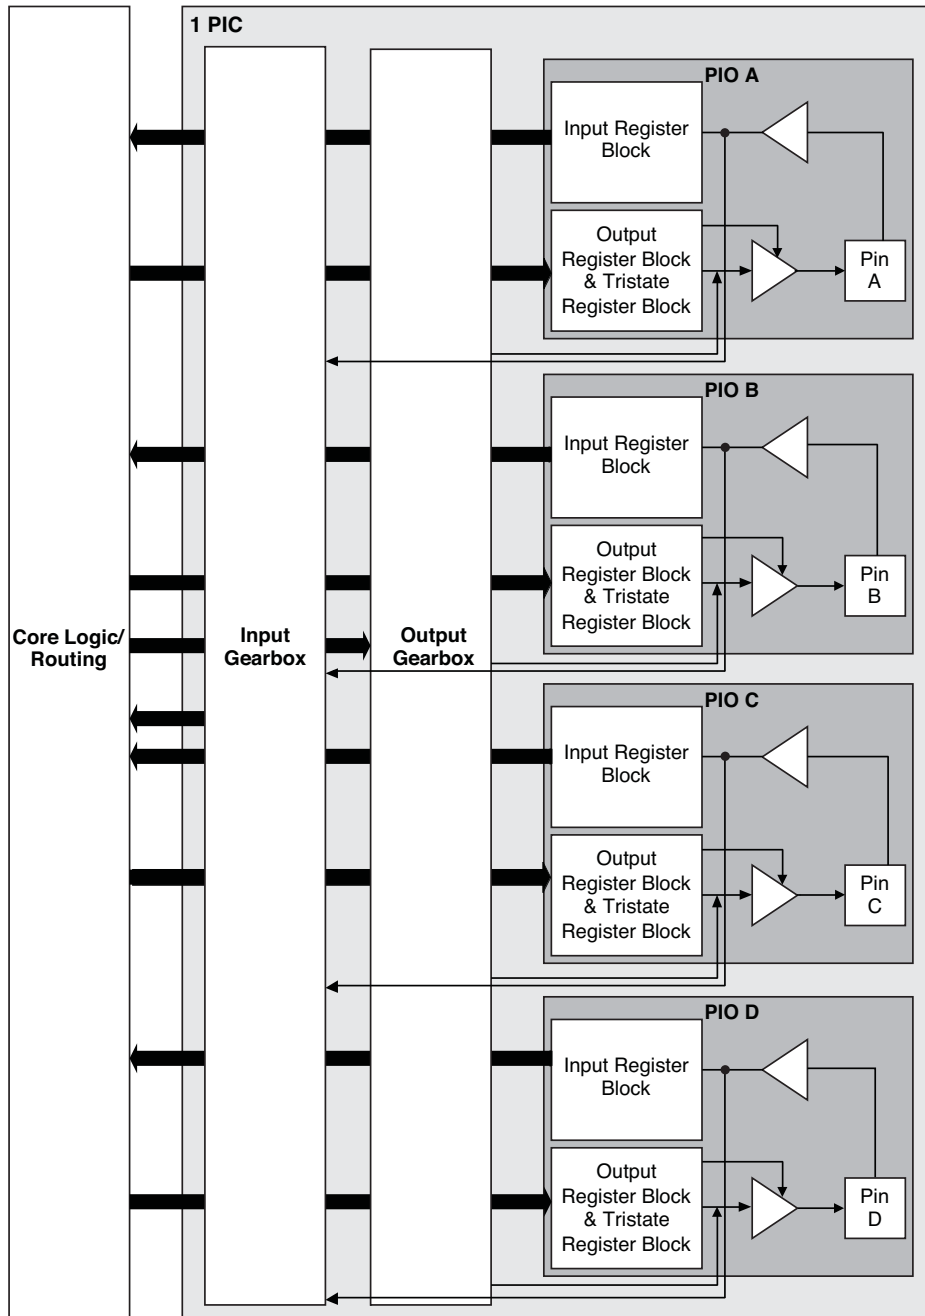 1 PIC
PIO A
Input Register
Block
Output
Register Block
& Tristate
Register Block
Pin
A
PIO B
Input Register
Block
Output
Register Block
& Tristate
Register Block
Pin
B
Core Logic/
Routing
Input
Gearbox
Output
Gearbox
PIO C
Input Register
Block
Output
Register Block
& Tristate
Register Block
Pin
C
PIO D
Input Register
Block
Output
Register Block
& Tristate
Register Block
Pin
D